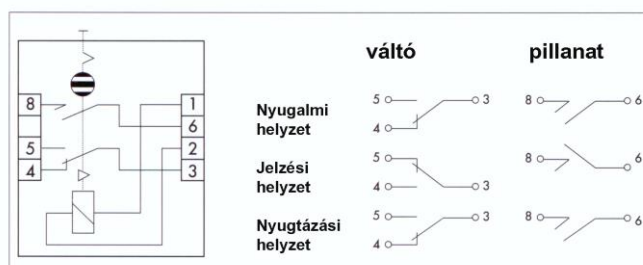 váltó pillanat
8 1
6
5 2
4 3
Nyugalmi
helyzet
5 3 8 6
4
Jelzési
helyzet
5 3 8 6
4
Nyugtázási
helyzet
5 3 8 6
4